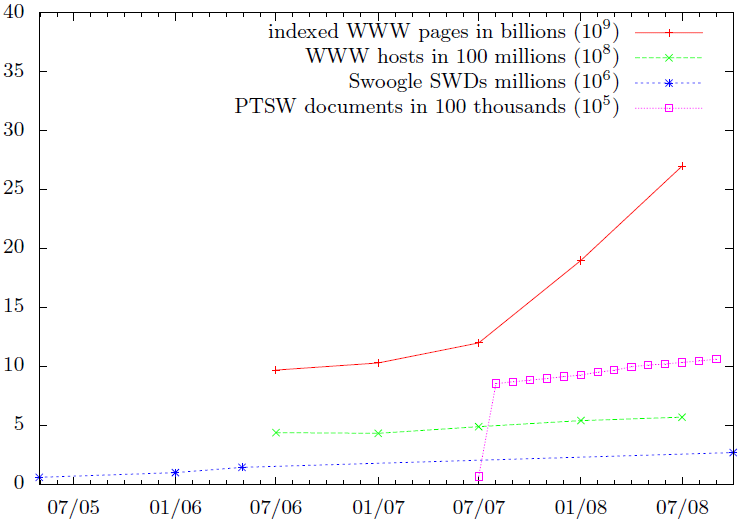 40
35
30
25
20
15
10
5
0
indexed WWW pages in billions (10⁹)
WWW hosts in 100 millions (10⁸)
Swoogle SWDs millions (10⁶)
PTSW documents in 100 thousands (10⁵)
07/05 01/06 07/06 01/07 07/07 01/08 07/08